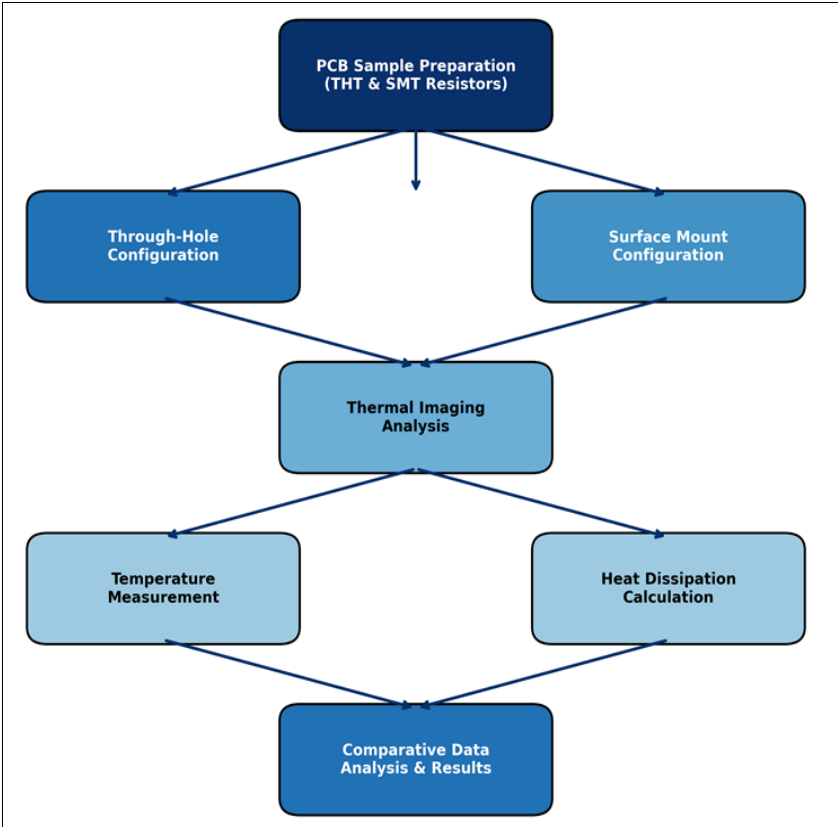 PCB Sample Preparation
(THT & SMT Resistors)
Through-Hole
Configuration
Surface Mount
Configuration
Thermal Imaging
Analysis
Temperature
Measurement
Heat Dissipation
Calculation
Comparative Data
Analysis & Results